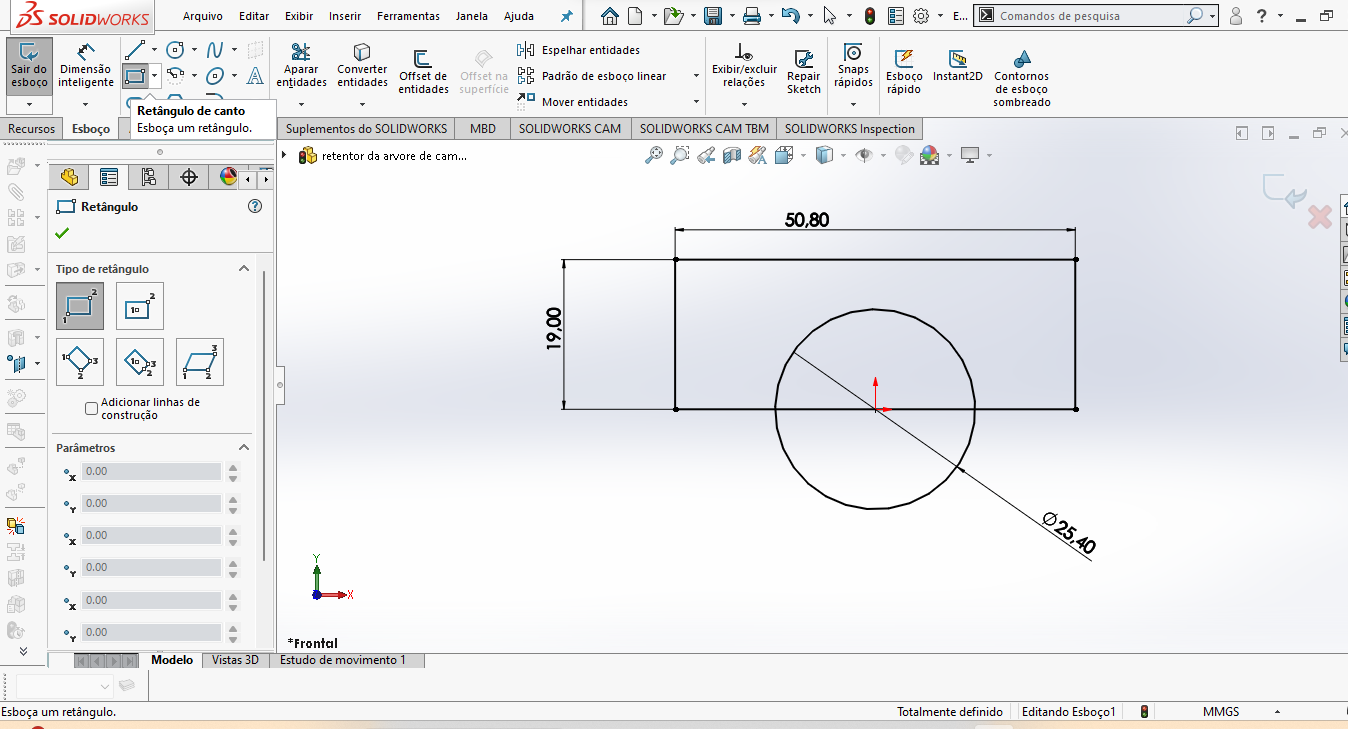 SOLIDWORKS
Arquivo Editar Exibir Inserir Ferramentas Janela Ajuda
E... Comandos de pesquisa
Sair do esboço
Dimensão inteligente
Aparar entidades
Converter entidades
Offset de entidades
Offset na superfície
Espelhar entidades
Padrão de esboço linear
Mover entidades
Exibir/excluir relações
Repair Sketch
Snaps rápidos
Esboço rápido
Instant2D
Contornos de esboço sombreado
Retângulo de canto
Esboça um retângulo.
Recursos Esboço Suplementos do SOLIDWORKS MBD SOLIDWORKS CAM SOLIDWORKS CAM TBM SOLIDWORKS Inspection
retentor da arvore de cam...
Retângulo
Tipo de retângulo
Adicionar linhas de
construção
Parâmetros
x 0.00
Y 0.00
x 0.00
Y 0.00
x 0.00
Y 0.00
50,80
19,00
Ø25,40
Y
X
*Frontal
Modelo Vistas 3D Estudo de movimento 1
Esboça um retângulo. Totalmente definido Editando Esboço1 MMGS